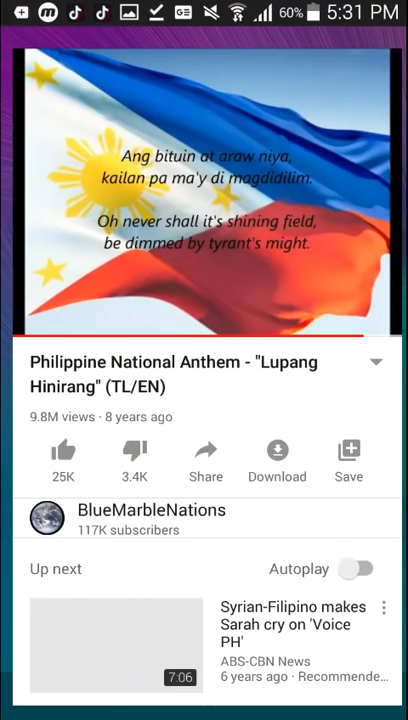 60% 5:31 PM
Ang bituin at araw niya,
kailan pa ma'y di magdidilim.
Oh never shall it's shining field,
be dimmed by tyrant's might.
Philippine National Anthem - "Lupang
Hinirang" (TL/EN)
9.8M views · 8 years ago
25K 3.4K Share Download Save
BlueMarbleNations
117K subscribers
Up next Autoplay
Syrian-Filipino makes
Sarah cry on 'Voice
PH'
7:06
ABS-CBN News
6 years ago · Recommende...